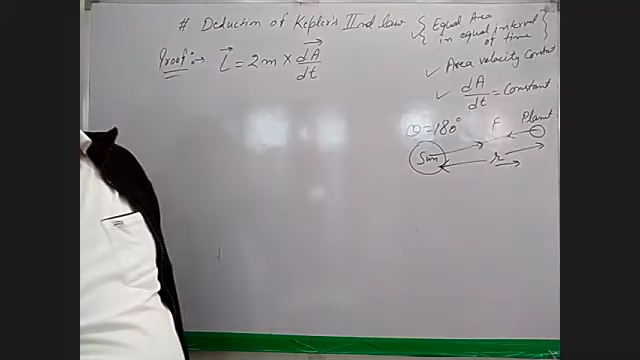 # Deduction of Kepler's IInd law { Equal Area in equal interval of time }
Proof :→ L⃗ = 2m × dA⃗/dt
✓ Area velocity constant
✓ dA/dt = Constant
θ = 180° F Planet
Sun r